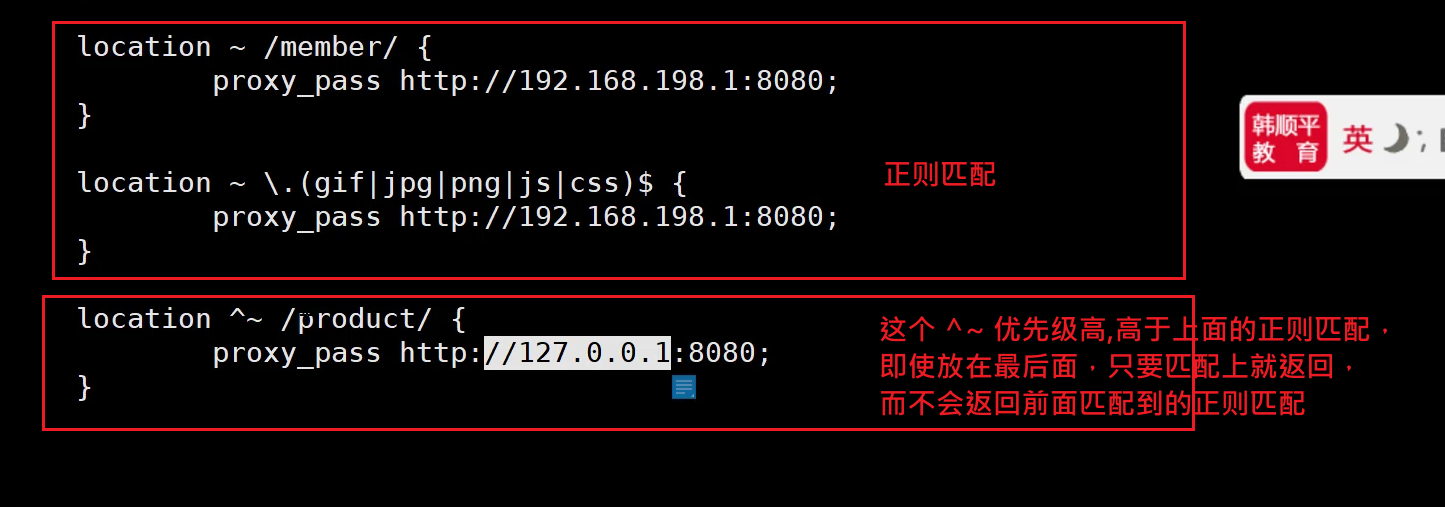 location ~ /member/ {
proxy_pass http://192.168.198.1:8080;
}
location ~ \.(gif|jpg|png|js|css)$ {
proxy_pass http://192.168.198.1:8080;
}
正则匹配
location ^~ /product/ {
proxy_pass http://127.0.0.1:8080;
}
这个 ^~ 优先级高,高于上面的正则匹配，
即使放在最后面，只要匹配上就返回，
而不会返回前面匹配到的正则匹配
韩顺平
教育
英